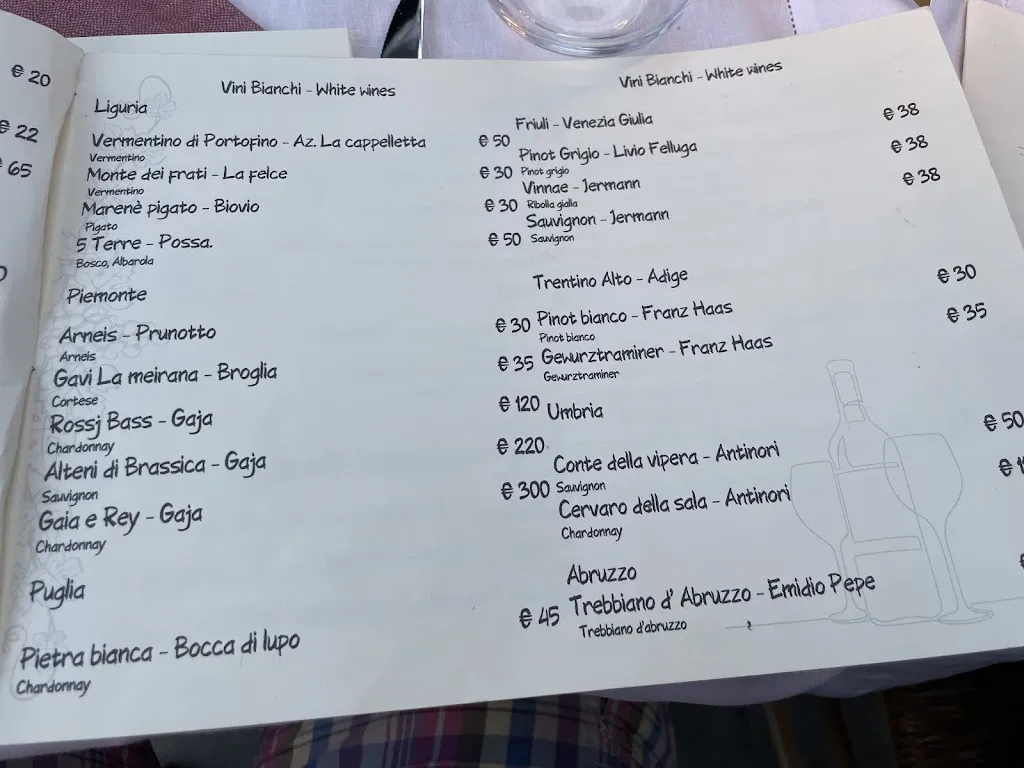 € 20
€ 22
€ 65
Vini Bianchi - White wines
Liguria
Vermentino di Portofino - Az. La cappelletta € 50
Vermentino
Monte dei frati - La felce € 30
Vermentino
Marenè pigato - Biovio € 30
Pigato
5 Terre - Possa. € 50
Bosco, Albarola
Piemonte
Arneis - Prunotto € 30
Arneis
Gavi La meirana - Broglia € 35
Cortese
Rossj Bass - Gaja € 120
Chardonnay
Alteni di Brassica - Gaja € 220
Sauvignon
Gaia e Rey - Gaja € 300
Chardonnay
Puglia
Pietra bianca - Bocca di lupo € 45
Chardonnay
Vini Bianchi - White wines
Friuli - Venezia Giulia
Pinot Grigio - Livio Felluga € 38
Pinot grigio
Vinnae - Jermann € 38
Ribolla gialla
Sauvignon - Jermann € 38
Sauvignon
Trentino Alto - Adige
Pinot bianco - Franz Haas € 30
Pinot bianco
Gewurztraminer - Franz Haas € 35
Gewurztraminer
Umbria
Conte della vipera - Antinori € 50
Sauvignon
Cervaro della sala - Antinori €
Chardonnay
Abruzzo
Trebbiano d' Abruzzo - Emidio Pepe
Trebbiano d'abruzzo